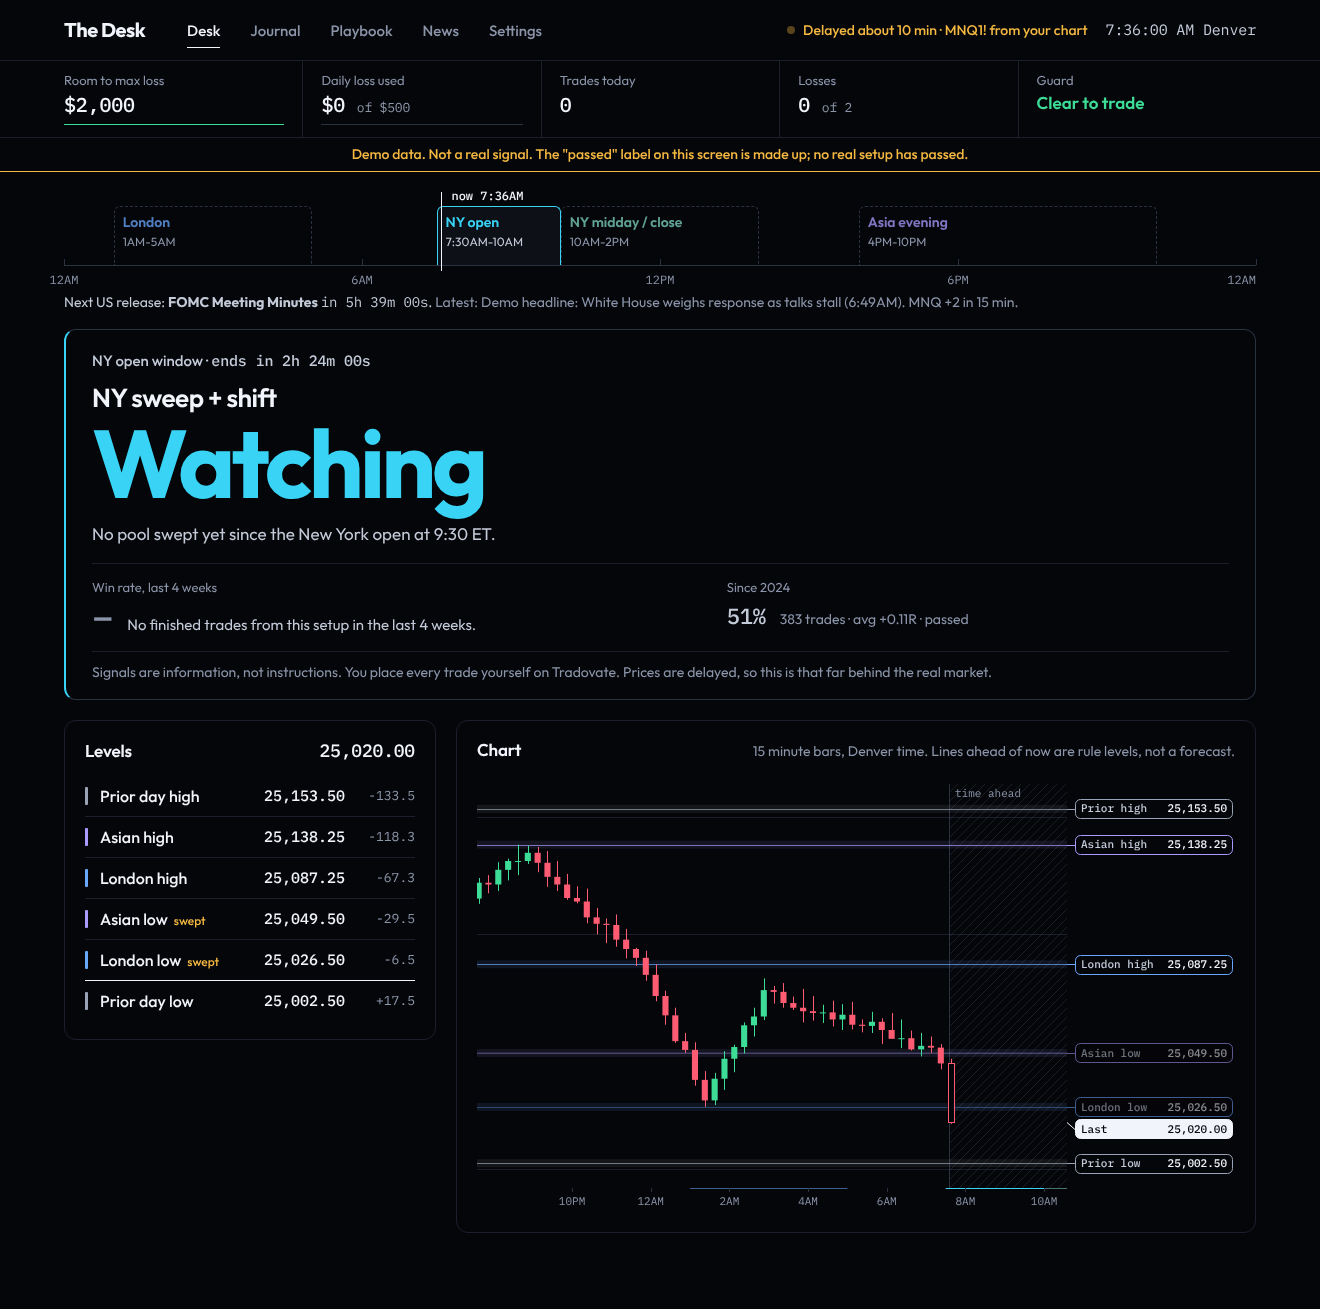 The Desk Desk Journal Playbook News Settings Delayed about 10 min · MNQ1! from your chart 7:36:00 AM Denver
Room to max loss Daily loss used Trades today Losses Guard
$2,000 $0 of $500 0 0 of 2 Clear to trade
Demo data. Not a real signal. The "passed" label on this screen is made up; no real setup has passed.
now 7:36AM
London NY open NY midday / close Asia evening
1AM-5AM 7:30AM-10AM 10AM-2PM 4PM-10PM
12AM 6AM 12PM 6PM 12AM
Next US release: FOMC Meeting Minutes in 5h 39m 00s. Latest: Demo headline: White House weighs response as talks stall (6:49AM). MNQ +2 in 15 min.
NY open window · ends in 2h 24m 00s
NY sweep + shift
Watching
No pool swept yet since the New York open at 9:30 ET.
Win rate, last 4 weeks Since 2024
— No finished trades from this setup in the last 4 weeks. 51% 383 trades · avg +0.11R · passed
Signals are information, not instructions. You place every trade yourself on Tradovate. Prices are delayed, so this is that far behind the real market.
Levels 25,020.00
Prior day high 25,153.50 -133.5
Asian high 25,138.25 -118.3
London high 25,087.25 -67.3
Asian low swept 25,049.50 -29.5
London low swept 25,026.50 -6.5
Prior day low 25,002.50 +17.5
Chart 15 minute bars, Denver time. Lines ahead of now are rule levels, not a forecast.
time ahead
Prior high 25,153.50
Asian high 25,138.25
London high 25,087.25
Asian low 25,049.50
London low 25,026.50
Last 25,020.00
Prior low 25,002.50
10PM 12AM 2AM 4AM 6AM 8AM 10AM